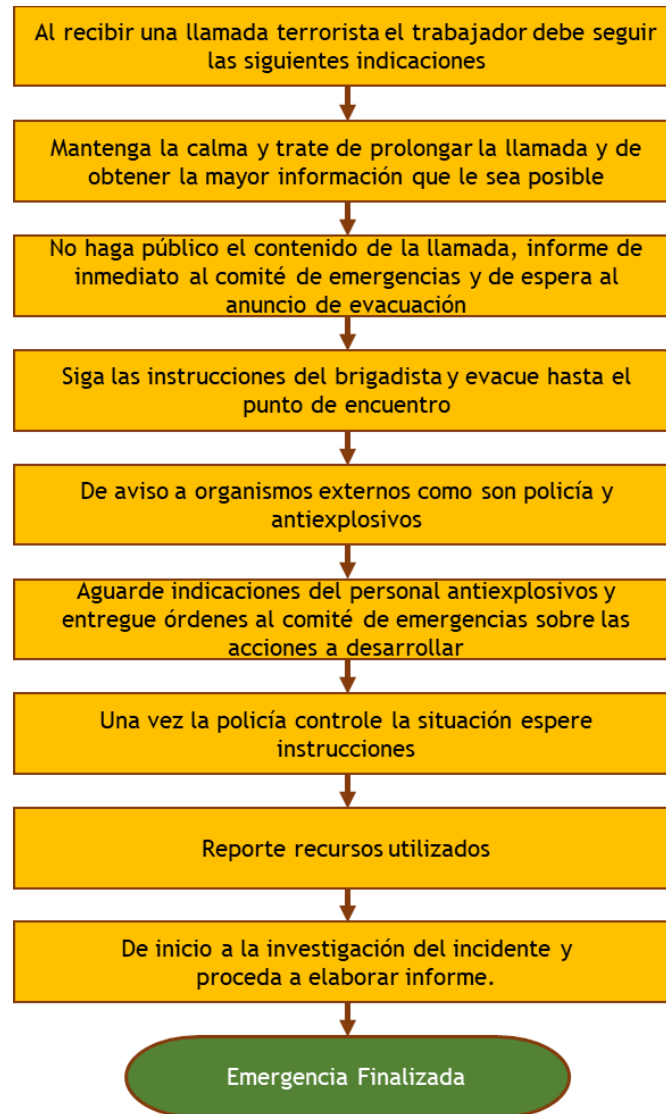 Al recibir una llamada terrorista el trabajador debe seguir
las siguientes indicaciones
Mantenga la calma y trate de prolongar la llamada y de
obtener la mayor información que le sea posible
No haga público el contenido de la llamada, informe de
inmediato al comité de emergencias y de espera al
anuncio de evacuación
Siga las instrucciones del brigadista y evacue hasta el
punto de encuentro
De aviso a organismos externos como son policía y
antiexplosivos
Aguarde indicaciones del personal antiexplosivos y
entregue órdenes al comité de emergencias sobre las
acciones a desarrollar
Una vez la policía controle la situación espere
instrucciones
Reporte recursos utilizados
De inicio a la investigación del incidente y
proceda a elaborar informe.
Emergencia Finalizada